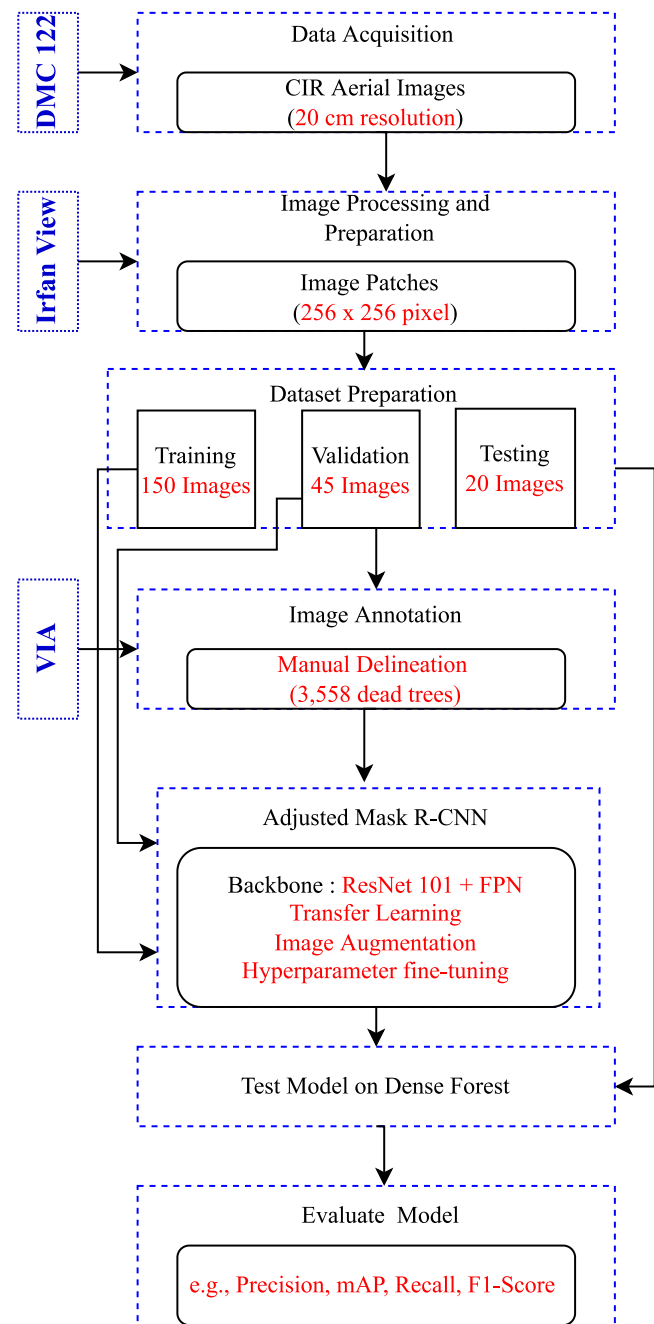 DMC 122
Data Acquisition
CIR Aerial Images
(20 cm resolution)
Irfan View
Image Processing and
Preparation
Image Patches
(256 x 256 pixel)
Dataset Preparation
Training
150 Images
Validation
45 Images
Testing
20 Images
VIA
Image Annotation
Manual Delineation
(3,558 dead trees)
Adjusted Mask R-CNN
Backbone : ResNet 101 + FPN
Transfer Learning
Image Augmentation
Hyperparameter fine-tuning
Test Model on Dense Forest
Evaluate Model
e.g., Precision, mAP, Recall, F1-Score